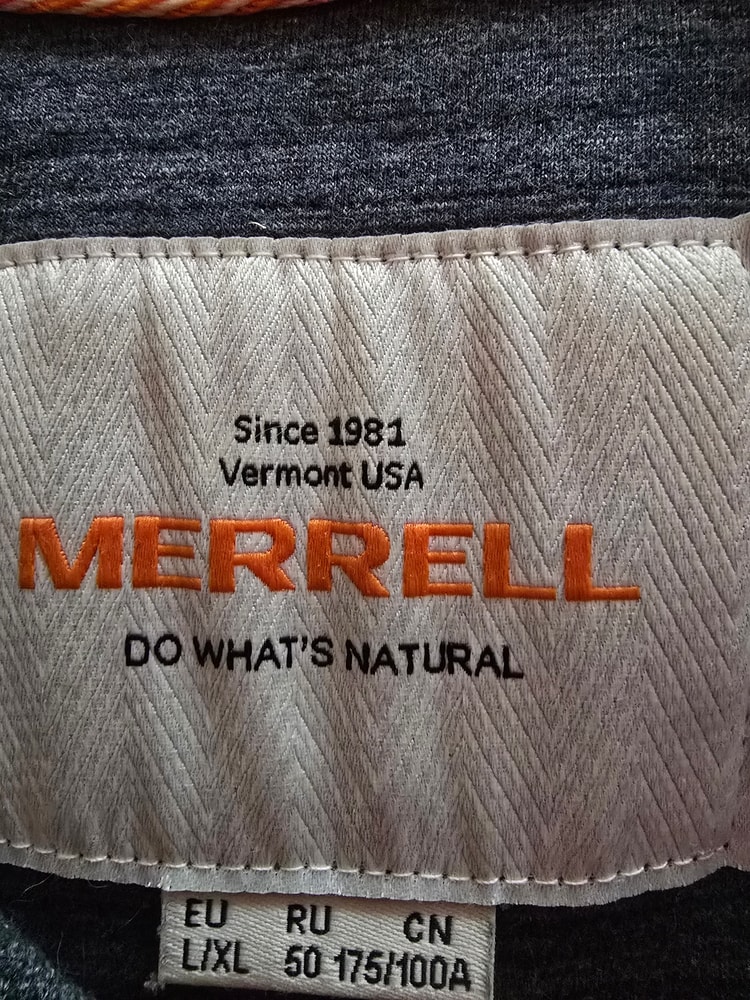 Since 1981
Vermont USA
MERRELL
DO WHAT'S NATURAL
EU RU CN
L/XL 50 175/100A